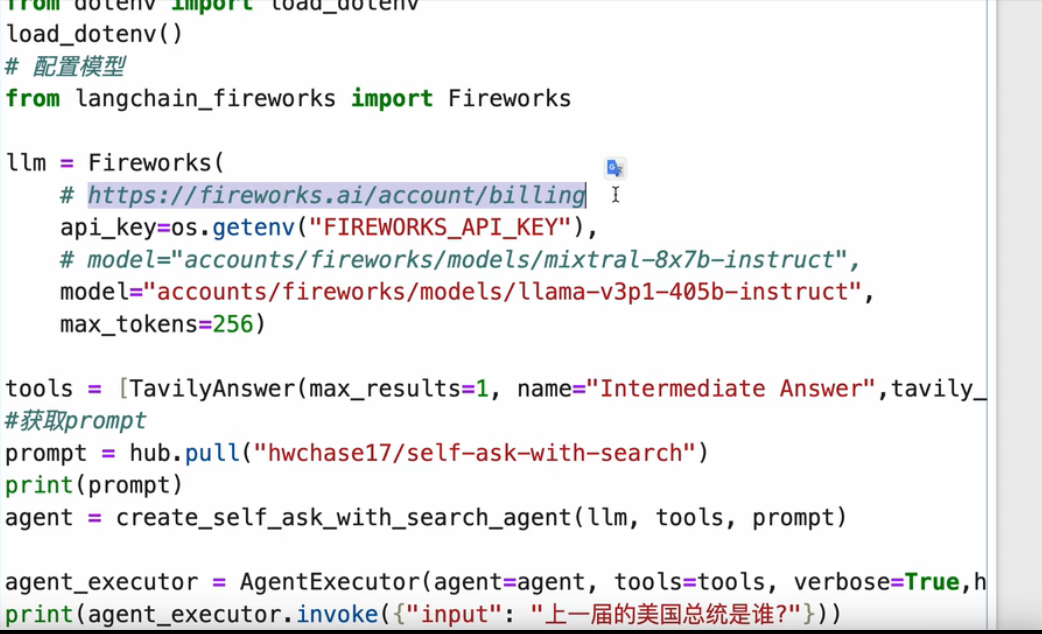 from dotenv import load_dotenv
load_dotenv()
# 配置模型
from langchain_fireworks import Fireworks
llm = Fireworks(
# https://fireworks.ai/account/billing
api_key=os.getenv("FIREWORKS_API_KEY"),
# model="accounts/fireworks/models/mixtral-8x7b-instruct",
model="accounts/fireworks/models/llama-v3p1-405b-instruct",
max_tokens=256)
tools = [TavilyAnswer(max_results=1, name="Intermediate Answer",tavily_
#获取prompt
prompt = hub.pull("hwchase17/self-ask-with-search")
print(prompt)
agent = create_self_ask_with_search_agent(llm, tools, prompt)
agent_executor = AgentExecutor(agent=agent, tools=tools, verbose=True,h
print(agent_executor.invoke({"input": "上一届的美国总统是谁?"}))